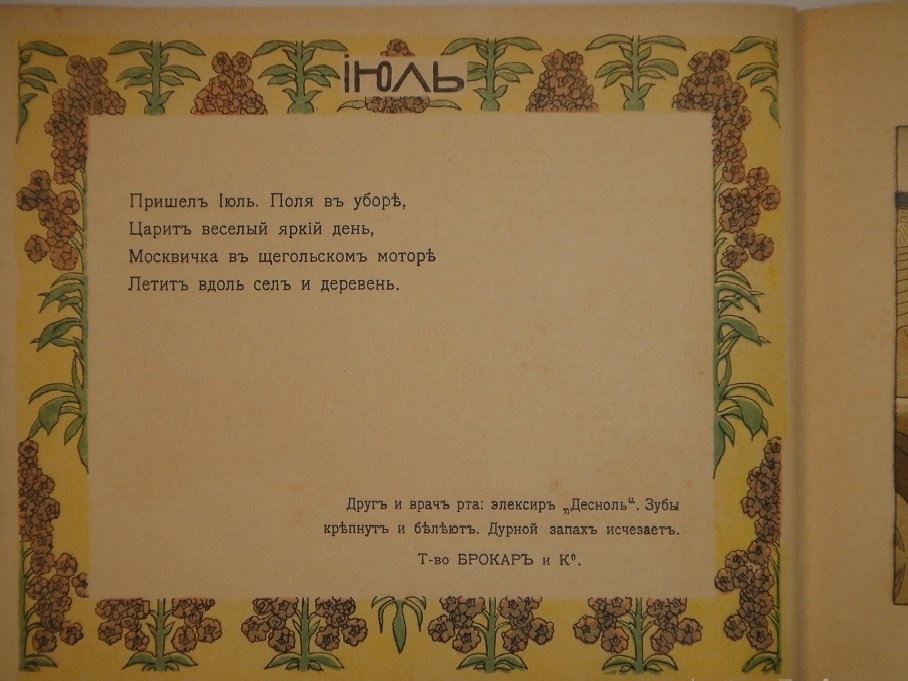 ІЮЛЬ
Пришелъ Іюль. Поля въ уборѣ,
Царитъ веселый яркій день,
Москвичка въ щегольскомъ моторѣ
Летитъ вдоль селъ и деревень.
Другъ и врачъ рта: элексиръ „Десноль“. Зубы
крѣпнутъ и бѣлѣютъ. Дурной запахъ исчезаетъ.
Т-во БРОКАРЪ и К⁰.